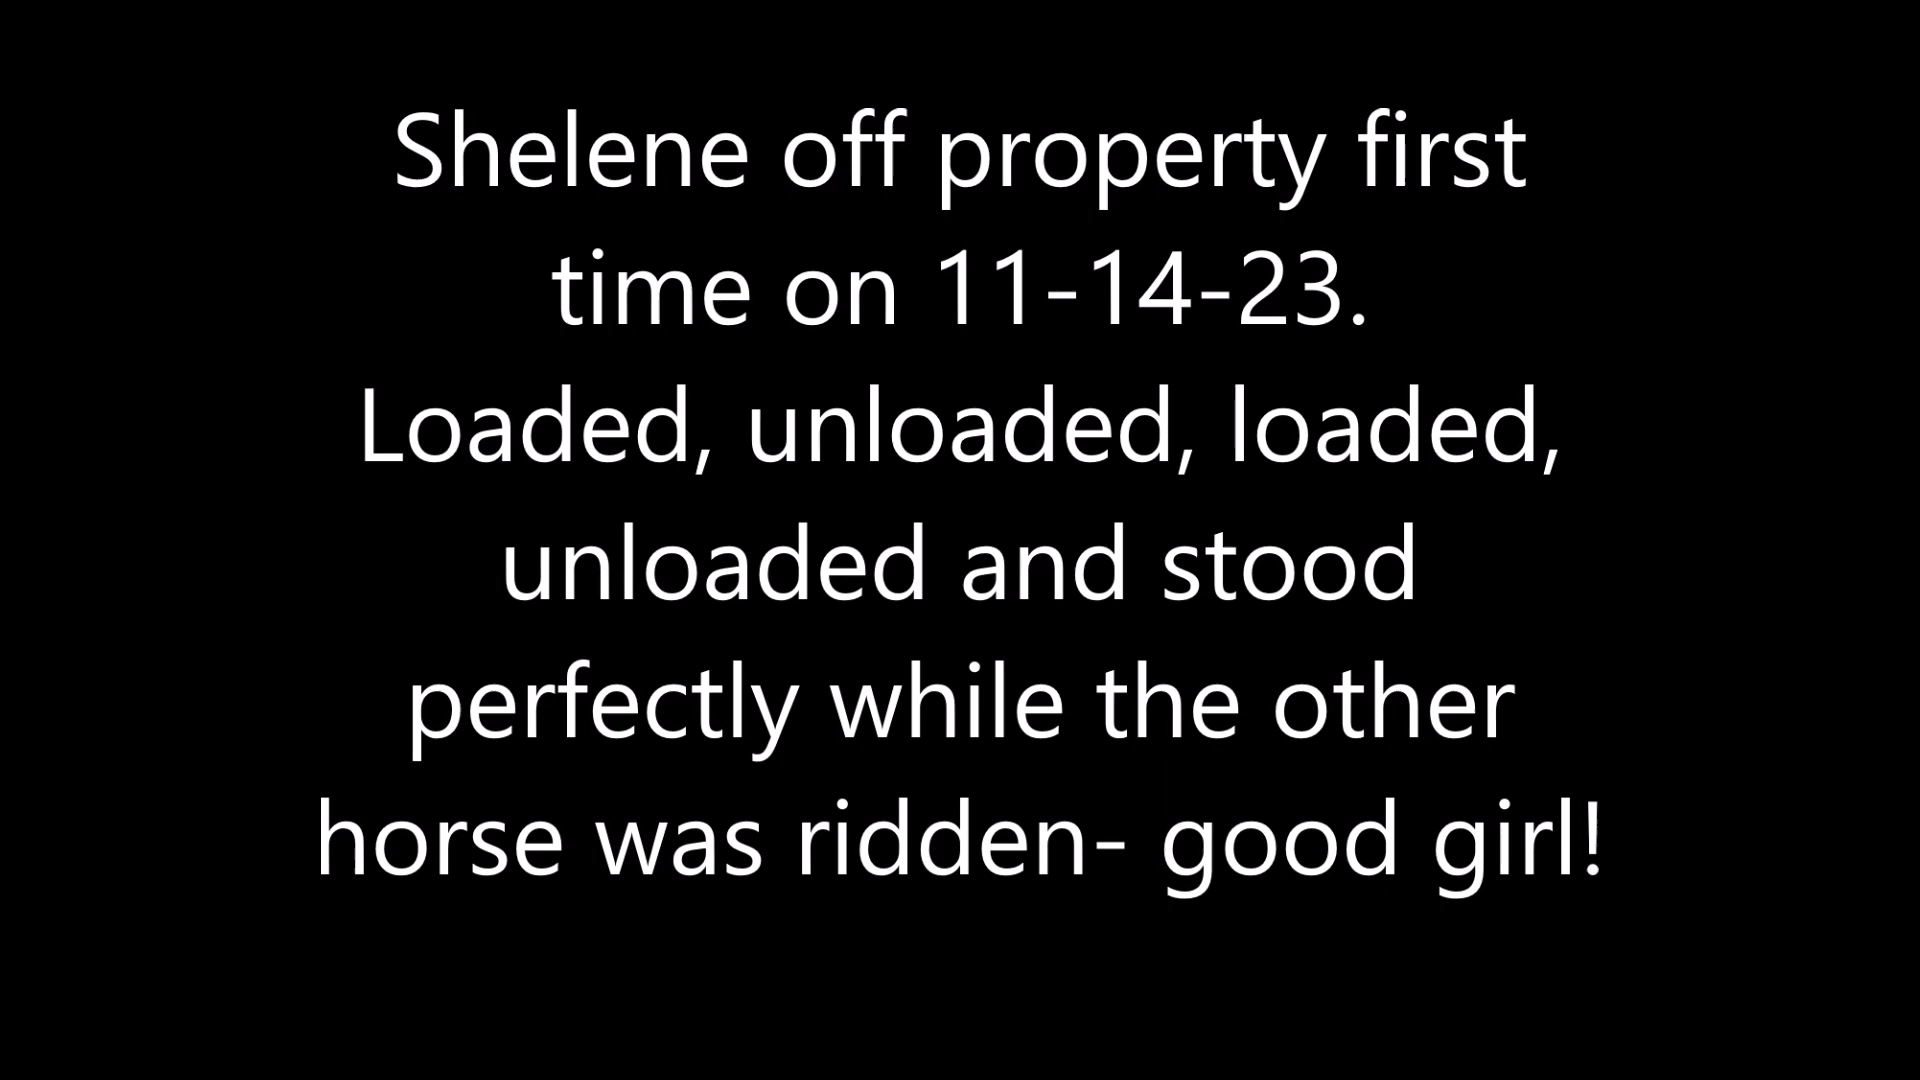 Shelene off property first
time on 11-14-23.
Loaded, unloaded, loaded,
unloaded and stood
perfectly while the other
horse was ridden- good girl!